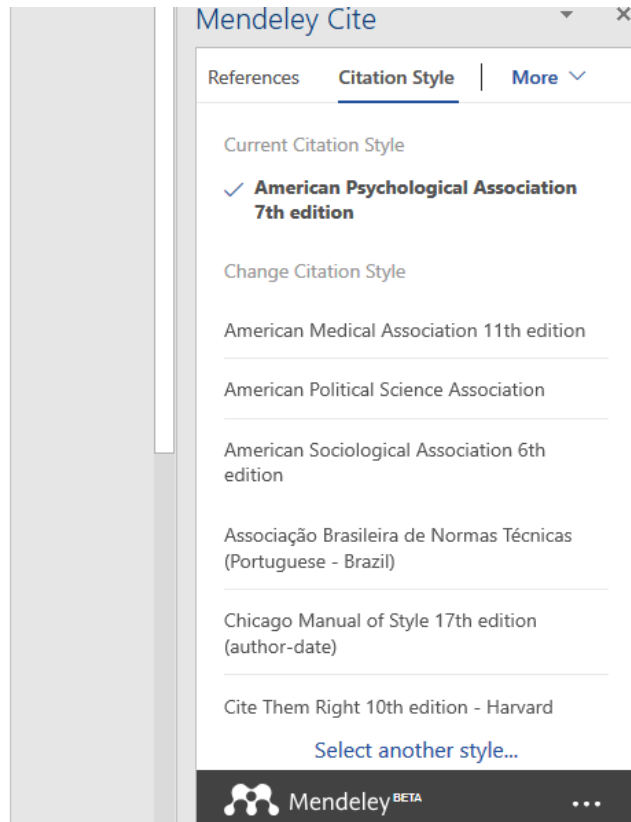 Mendeley Cite
References Citation Style More
Current Citation Style
American Psychological Association
7th edition
Change Citation Style
American Medical Association 11th edition
American Political Science Association
American Sociological Association 6th
edition
Associação Brasileira de Normas Técnicas
(Portuguese - Brazil)
Chicago Manual of Style 17th edition
(author-date)
Cite Them Right 10th edition - Harvard
Select another style...
Mendeley BETA